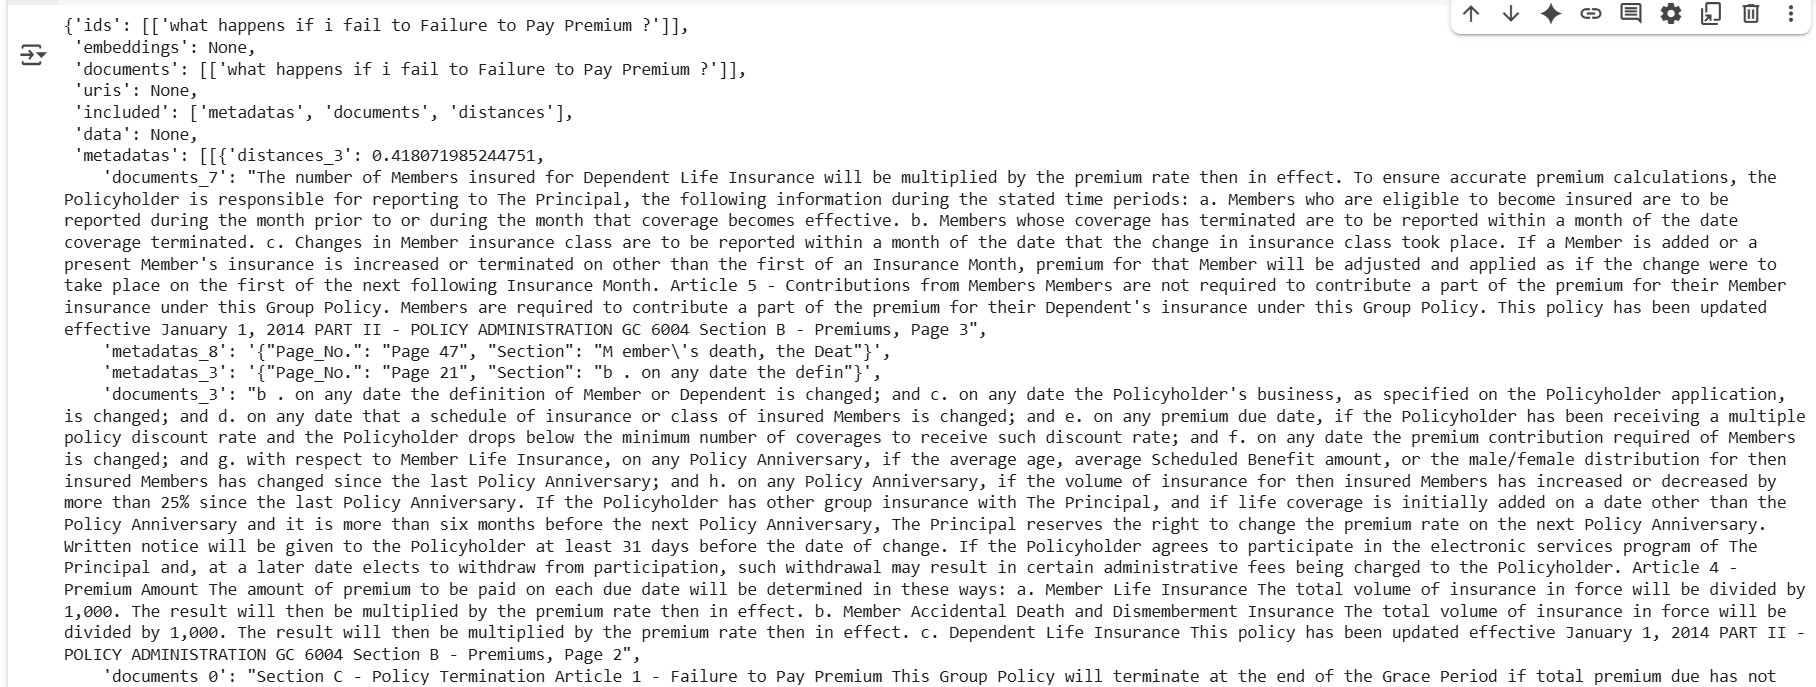 {'ids': [['what happens if i fail to Failure to Pay Premium ?']],
'embeddings': None,
'documents': [['what happens if i fail to Failure to Pay Premium ?']],
'uris': None,
'included': ['metadatas', 'documents', 'distances'],
'data': None,
'metadatas': [[{'distances_3': 0.418071985244751,
'documents_7': "The number of Members insured for Dependent Life Insurance will be multiplied by the premium rate then in effect. To ensure accurate premium calculations, the
Policyholder is responsible for reporting to The Principal, the following information during the stated time periods: a. Members who are eligible to become insured are to be
reported during the month prior to or during the month that coverage becomes effective. b. Members whose coverage has terminated are to be reported within a month of the date
coverage terminated. c. Changes in Member insurance class are to be reported within a month of the date that the change in insurance class took place. If a Member is added or a
present Member's insurance is increased or terminated on other than the first of an Insurance Month, premium for that Member will be adjusted and applied as if the change were to
take place on the first of the next following Insurance Month. Article 5 - Contributions from Members Members are not required to contribute a part of the premium for their Member
insurance under this Group Policy. Members are required to contribute a part of the premium for their Dependent's insurance under this Group Policy. This policy has been updated
effective January 1, 2014 PART II - POLICY ADMINISTRATION GC 6004 Section B - Premiums, Page 3",
'metadatas_8': '{"Page_No.": "Page 47", "Section": "M ember\'s death, the Deat"}',
'metadatas_3': '{"Page_No.": "Page 21", "Section": "b . on any date the defin"}',
'documents_3': "b . on any date the definition of Member or Dependent is changed; and c. on any date the Policyholder's business, as specified on the Policyholder application,
is changed; and d. on any date that a schedule of insurance or class of insured Members is changed; and e. on any premium due date, if the Policyholder has been receiving a multiple
policy discount rate and the Policyholder drops below the minimum number of coverages to receive such discount rate; and f. on any date the premium contribution required of Members
is changed; and g. with respect to Member Life Insurance, on any Policy Anniversary, if the average age, average Scheduled Benefit amount, or the male/female distribution for then
insured Members has changed since the last Policy Anniversary; and h. on any Policy Anniversary, if the volume of insurance for then insured Members has increased or decreased by
more than 25% since the last Policy Anniversary. If the Policyholder has other group insurance with The Principal, and if life coverage is initially added on a date other than the
Policy Anniversary and it is more than six months before the next Policy Anniversary, The Principal reserves the right to change the premium rate on the next Policy Anniversary.
Written notice will be given to the Policyholder at least 31 days before the date of change. If the Policyholder agrees to participate in the electronic services program of The
Principal and, at a later date elects to withdraw from participation, such withdrawal may result in certain administrative fees being charged to the Policyholder. Article 4 -
Premium Amount The amount of premium to be paid on each due date will be determined in these ways: a. Member Life Insurance The total volume of insurance in force will be divided by
1,000. The result will then be multiplied by the premium rate then in effect. b. Member Accidental Death and Dismemberment Insurance The total volume of insurance in force will be
divided by 1,000. The result will then be multiplied by the premium rate then in effect. c. Dependent Life Insurance This policy has been updated effective January 1, 2014 PART II -
POLICY ADMINISTRATION GC 6004 Section B - Premiums, Page 2",
'documents_0': "Section C - Policy Termination Article 1 - Failure to Pay Premium This Group Policy will terminate at the end of the Grace Period if total premium due has not